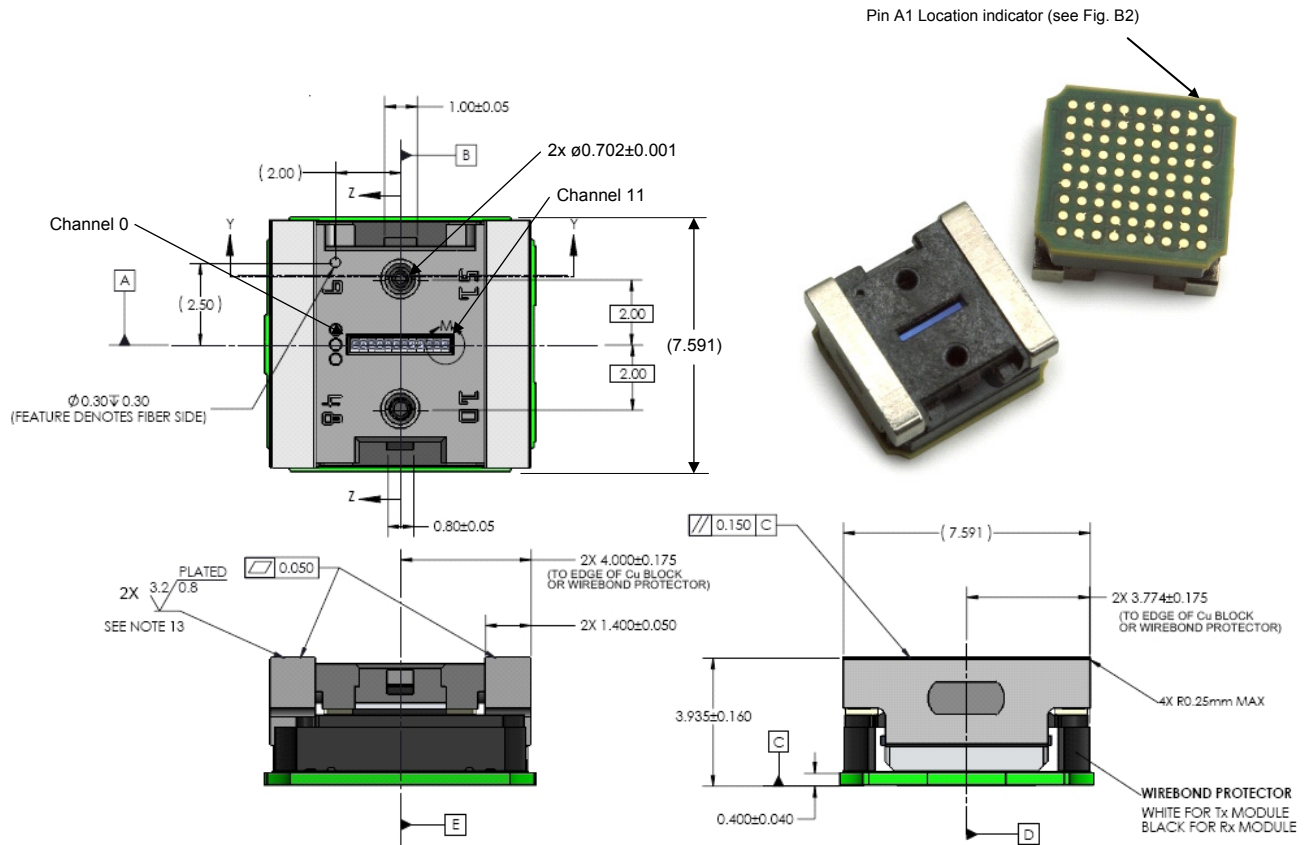 Pin A1 Location indicator (see Fig. B2)
1.00±0.05
B
2x ø0.702±0.001
( 2.00 )
Z
Channel 11
Channel 0
Y
Y
A
( 2.50 )
M
2.00
(7.591)
2.00
Ø 0.30 ↧ 0.30
(FEATURE DENOTES FIBER SIDE)
Z
0.80±0.05
// 0.150 C
( 7.591 )
2X 4.000±0.175
(TO EDGE OF Cu BLOCK
OR WIREBOND PROTECTOR)
⏥ 0.050
PLATED
2X 3.2/0.8
SEE NOTE 13
2X 1.400±0.050
2X 3.774±0.175
(TO EDGE OF Cu BLOCK
OR WIREBOND PROTECTOR)
4X R0.25mm MAX
3.935±0.160
C
0.400±0.040
WIREBOND PROTECTOR
WHITE FOR Tx MODULE
BLACK FOR Rx MODULE
E
D